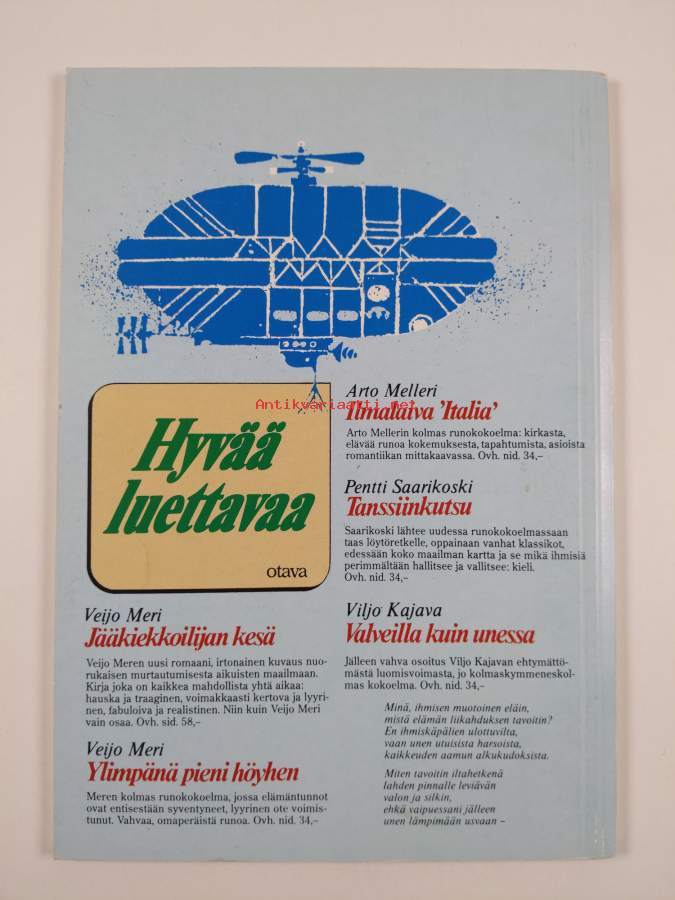 Antikvariaatti.net
Hyvää
luettavaa
otava
Arto Melleri
Ilmalaiva 'Italia'
Arto Mellerin kolmas runokokoelma: kirkasta,
elävää runoa kokemuksesta, tapahtumista, asioista
romantiikan mittakaavassa. Ovh. nid. 34,–
Pentti Saarikoski
Tanssiinkutsu
Saarikoski lähtee uudessa runokokoelmassaan
taas löytöretkelle, oppainaan vanhat klassikot,
edessään koko maailman kartta ja se mikä ihmisiä
perimmältään hallitsee ja vallitsee: kieli.
Ovh. nid. 34,–
Veijo Meri
Jääkiekkoilijan kesä
Veijo Meren uusi romaani, irtonainen kuvaus nuo-
rukaisen murtautumisesta aikuisten maailmaan.
Kirja joka on kaikkea mahdollista yhtä aikaa:
hauska ja traaginen, voimakkaasti kertova ja lyyri-
nen, fabuloiva ja realistinen. Niin kuin Veijo Meri
vain osaa. Ovh. sid. 58,–
Veijo Meri
Ylimpänä pieni höyhen
Meren kolmas runokokoelma, jossa elämäntunnot
ovat entisestään syventyneet, lyyrinen ote voimis-
tunut. Vahvaa, omaperäistä runoa. Ovh. nid. 34,–
Viljo Kajava
Valveilla kuin unessa
Jälleen vahva osoitus Viljo Kajavan ehtymättö-
mästä luomisvoimasta, jo kolmaskymmeneskol-
mas kokoelma. Ovh. nid. 34,–
Minä, ihmisen muotoinen eläin,
mistä elämän liikahduksen tavoitin?
En ihmiskäpälien ulottuvilta,
vaan unen utuisista harsoista,
kaikkeuden aamun alkukudoksista.
Miten tavoitin iltahetkenä
lahden pinnalle leviävän
valon ja silkin,
ehkä vaipuessani jälleen
unen lämpimään usvaan –